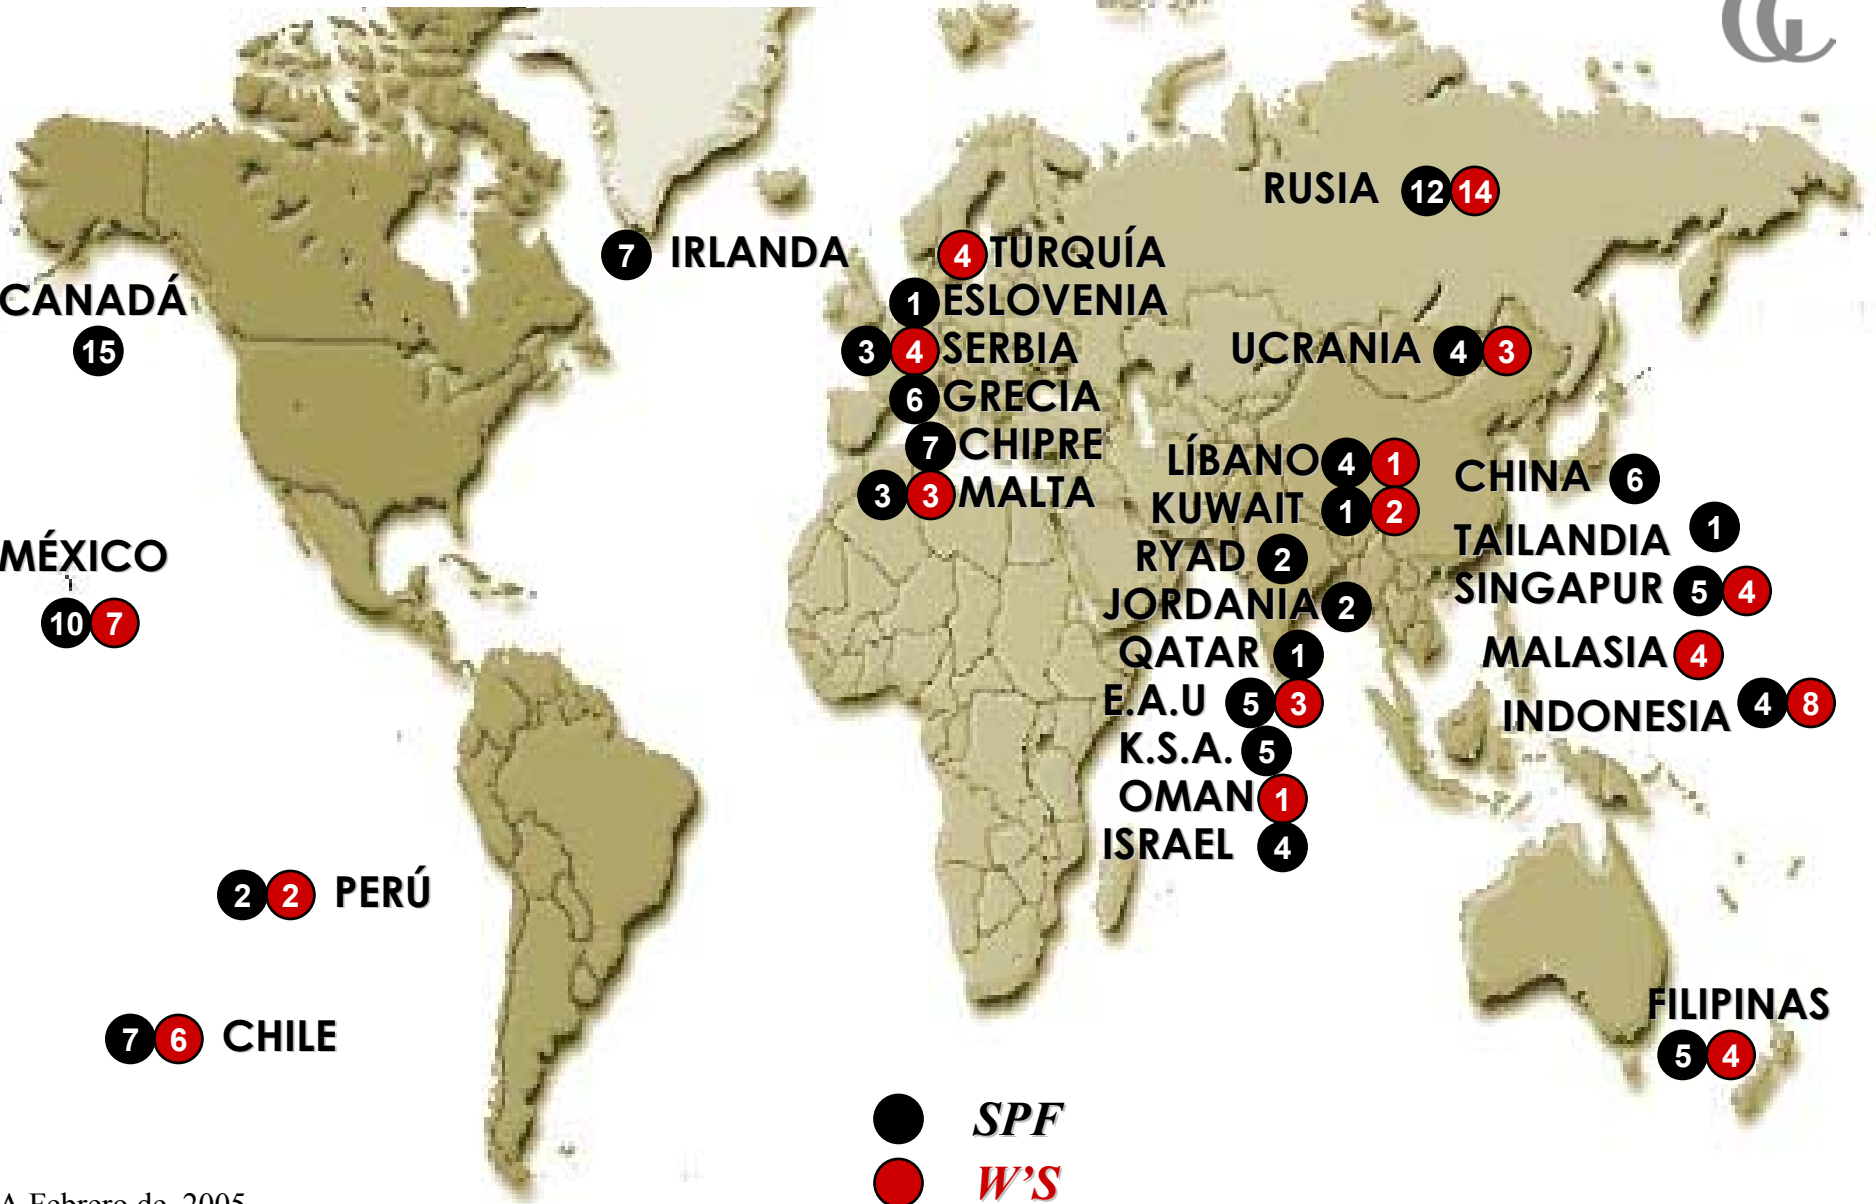 RUSIA 12 14
7 IRLANDA
4 TURQUÍA
CANADÁ
15
1 ESLOVENIA
3 4 SERBIA
UCRANIA 4 3
6 GRECIA
7 CHIPRE
3 3 MALTA
LÍBANO 4 1
KUWAIT 1 2
RYAD 2
JORDANIA 2
QATAR 1
E.A.U 5 3
K.S.A. 5
OMAN 1
ISRAEL 4
CHINA 6
TAILANDIA 1
SINGAPUR 5 4
MALASIA 4
INDONESIA 4 8
MÉXICO
10 7
2 2 PERÚ
7 6 CHILE
FILIPINAS
5 4
SPF
W'S
A Febrero de 2005